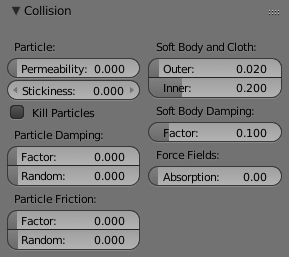 Collision
Particle:
Permeability: 0.000
Stickiness: 0.000
Kill Particles
Particle Damping:
Factor: 0.000
Random: 0.000
Particle Friction:
Factor: 0.000
Random: 0.000
Soft Body and Cloth:
Outer: 0.020
Inner: 0.200
Soft Body Damping:
Factor: 0.100
Force Fields:
Absorption: 0.00